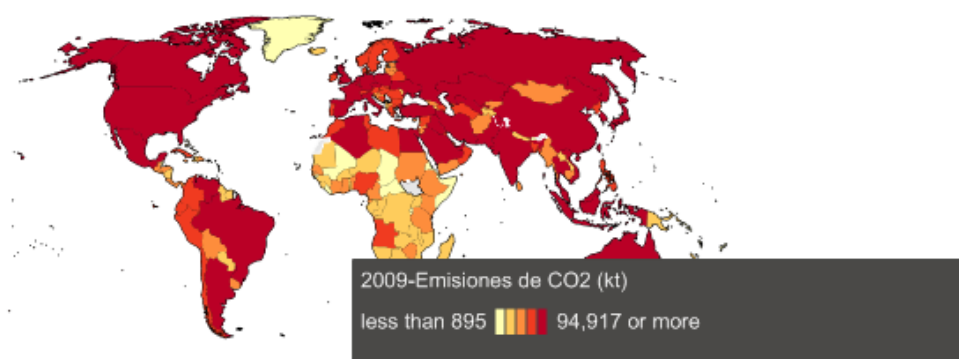 2009-Emisiones de CO2 (kt)
less than 895 94,917 or more